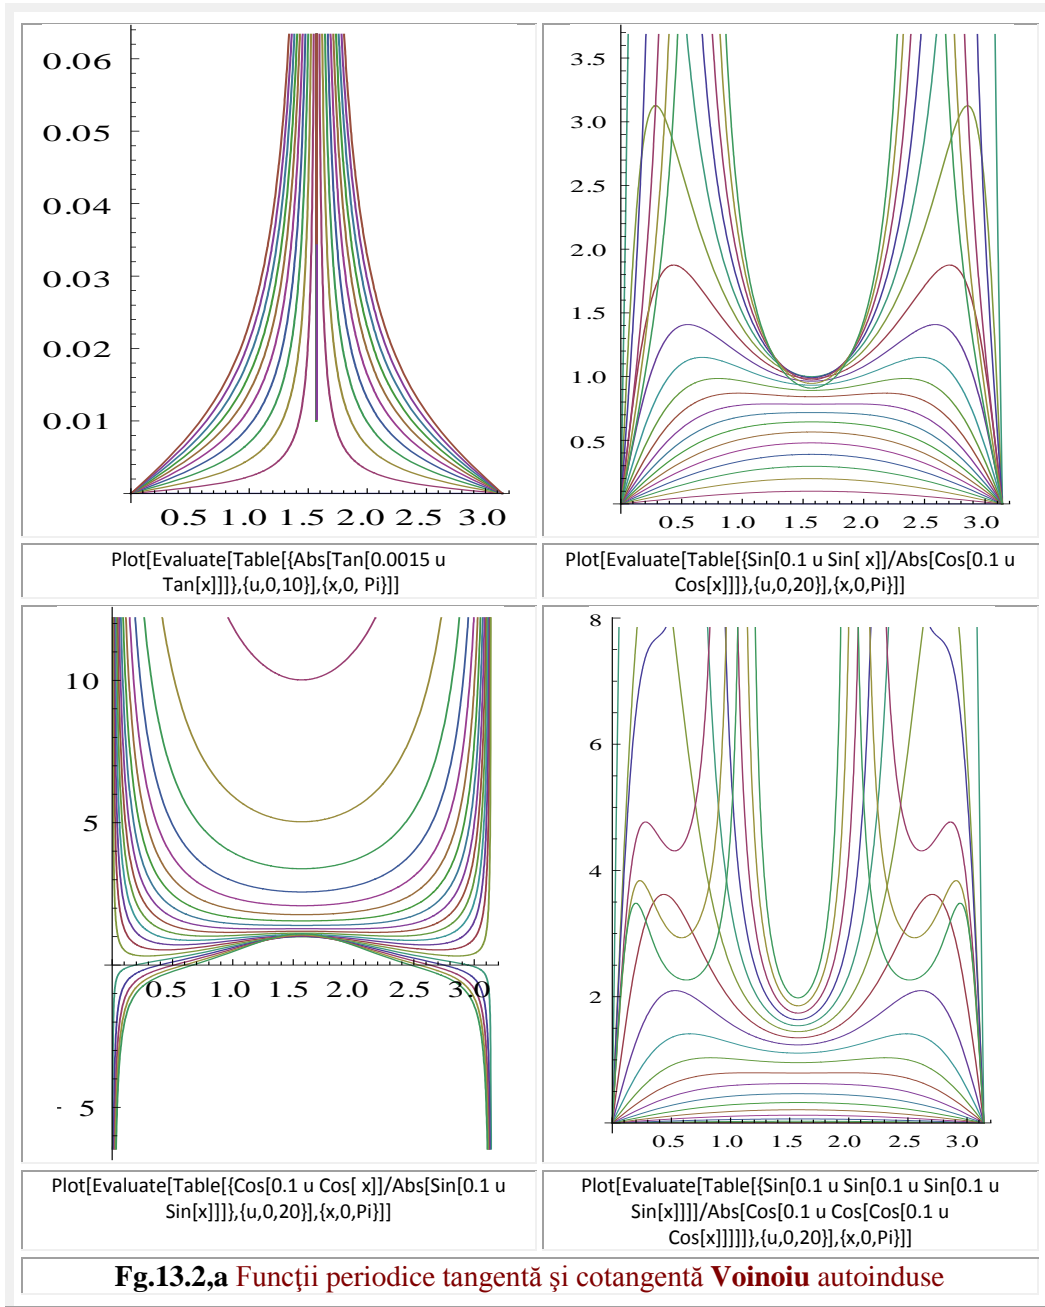 0.06
0.05
0.04
0.03
0.02
0.01
0.5 1.0 1.5 2.0 2.5 3.0
3.5
3.0
2.5
2.0
1.5
1.0
0.5
0.5 1.0 1.5 2.0 2.5 3.0
Plot[Evaluate[Table[{Abs[Tan[0.0015 u
Tan[x]]]},{u,0,10}],{x,0, Pi}]]
Plot[Evaluate[Table[{Sin[0.1 u Sin[ x]]/Abs[Cos[0.1 u
Cos[x]]]},{u,0,20}],{x,0,Pi}]]
10
5
0.5 1.0 1.5 2.0 2.5 3.0
- 5
8
6
4
2
0.5 1.0 1.5 2.0 2.5 3.0
Plot[Evaluate[Table[{Cos[0.1 u Cos[ x]]/Abs[Sin[0.1 u
Sin[x]]]},{u,0,20}],{x,0,Pi}]]
Plot[Evaluate[Table[{Sin[0.1 u Sin[0.1 u Sin[0.1 u
Sin[x]]]]/Abs[Cos[0.1 u Cos[Cos[0.1 u
Cos[x]]]]]},{u,0,20}],{x,0,Pi}]]
Fg.13.2,a Funcţii periodice tangentă şi cotangentă Voinoiu autoinduse